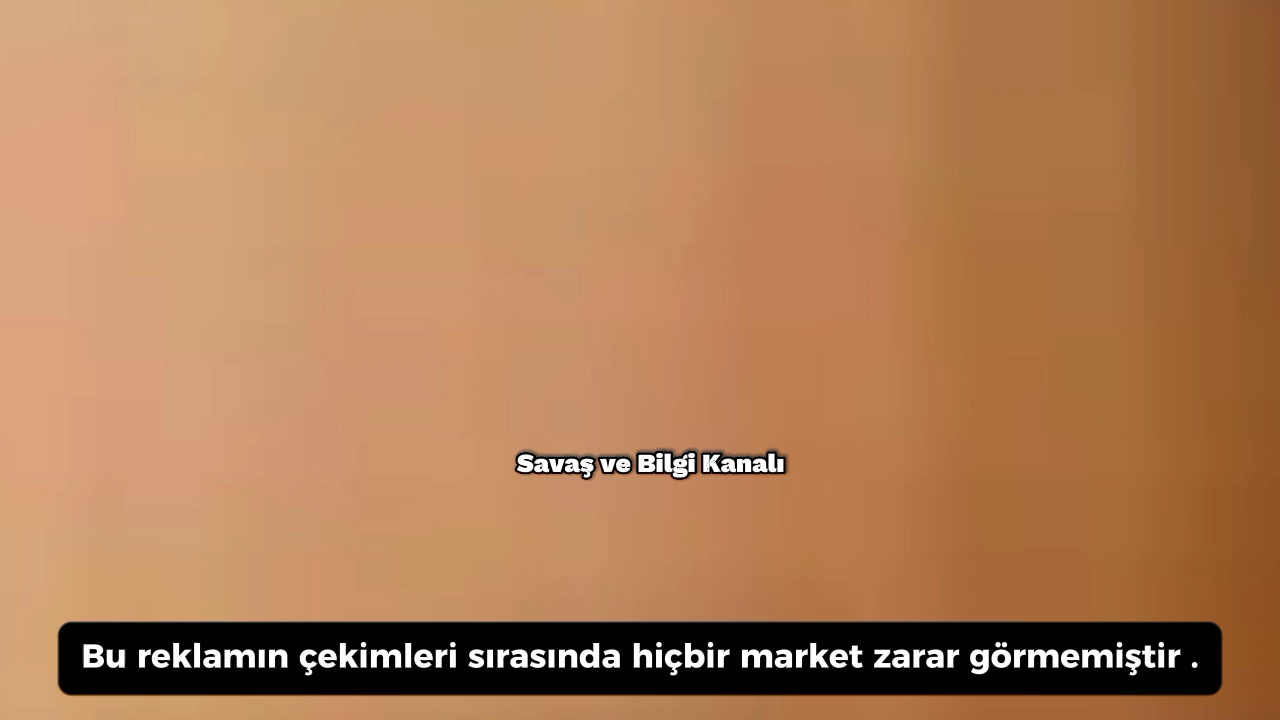 Savaş ve Bilgi Kanalı
Bu reklamın çekimleri sırasında hiçbir market zarar görmemiştir .